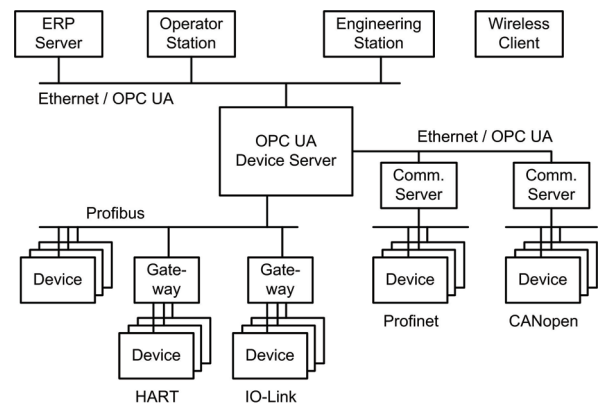 ERP
Server
Operator
Station
Engineering
Station
Wireless
Client
Ethernet / OPC UA
OPC UA
Device Server
Ethernet / OPC UA
Comm.
Server
Comm.
Server
Profibus
Device
Gate-
way
Gate-
way
Device
Device
Profinet
CANopen
Device
Device
HART
IO-Link